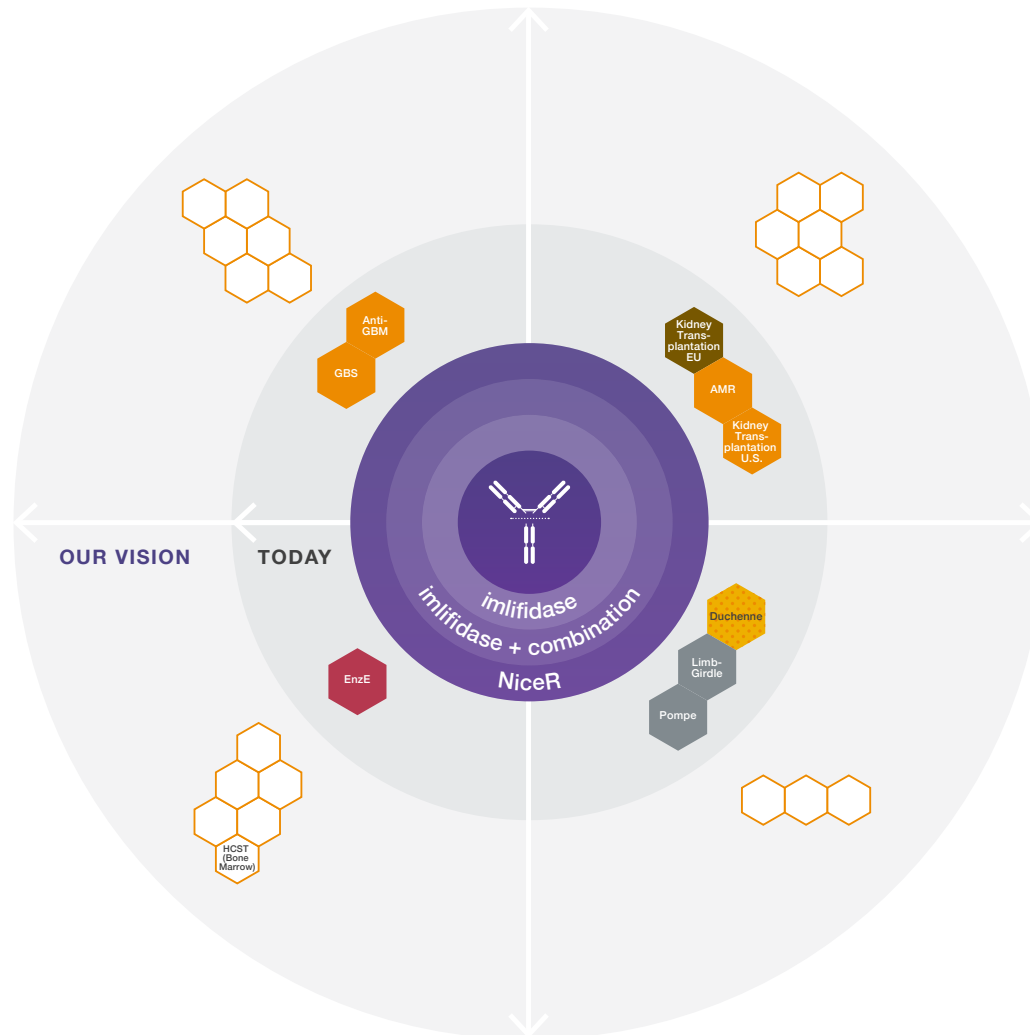 Anti-
GBM
GBS
Kidney
Trans-
plantation
EU
AMR
Kidney
Trans-
plantation
U.S.
OUR VISION
TODAY
imlifidase
imlifidase + combination
NiceR
Duchenne
Limb-
Girdle
Pompe
EnzE
HCST
(Bone
Marrow)